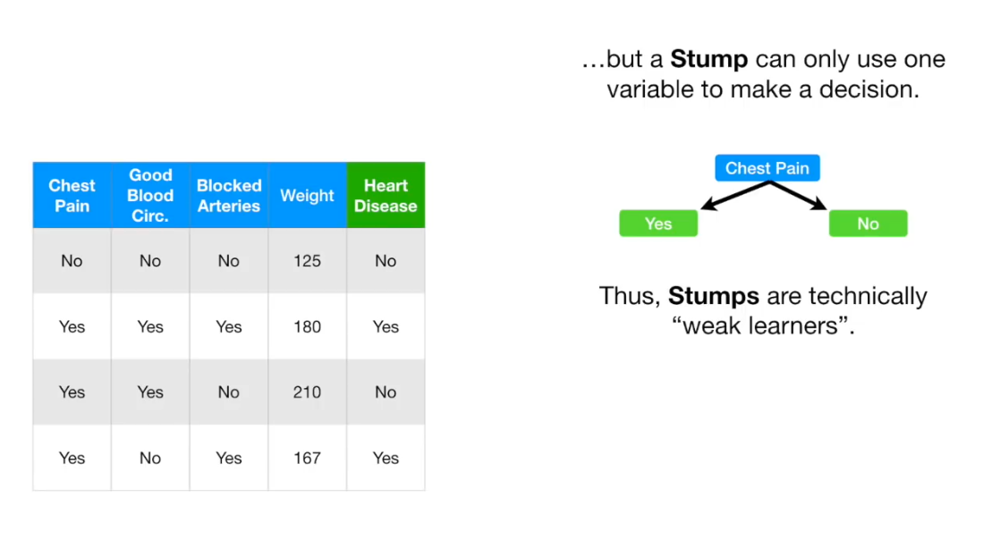 …but a Stump can only use one
variable to make a decision.
Chest Pain
Yes No
Thus, Stumps are technically
“weak learners”.
Chest Pain Good Blood Circ. Blocked Arteries Weight Heart Disease
No No No 125 No
Yes Yes Yes 180 Yes
Yes Yes No 210 No
Yes No Yes 167 Yes